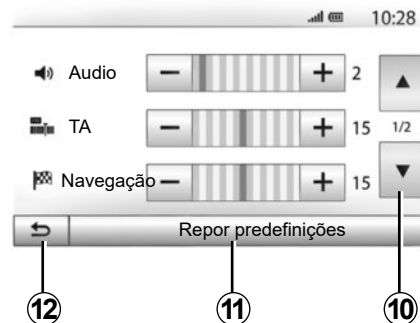 10:28
Audio − + 2
TA − + 15 1/2
Navegação − + 15
Repor predefinições
12 11 10